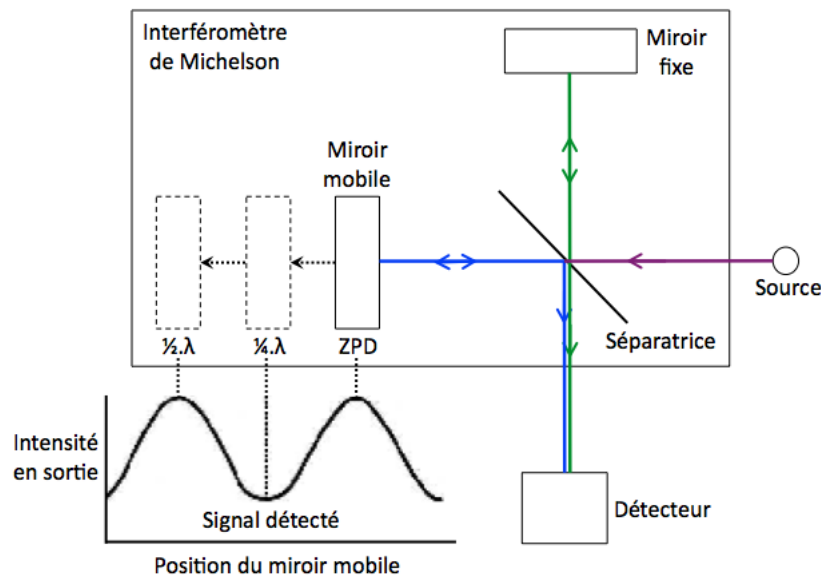 Interféromètre
de Michelson
Miroir
fixe
Miroir
mobile
Source
Séparatrice
½.λ
¼.λ
ZPD
Intensité
en sortie
Signal détecté
Détecteur
Position du miroir mobile